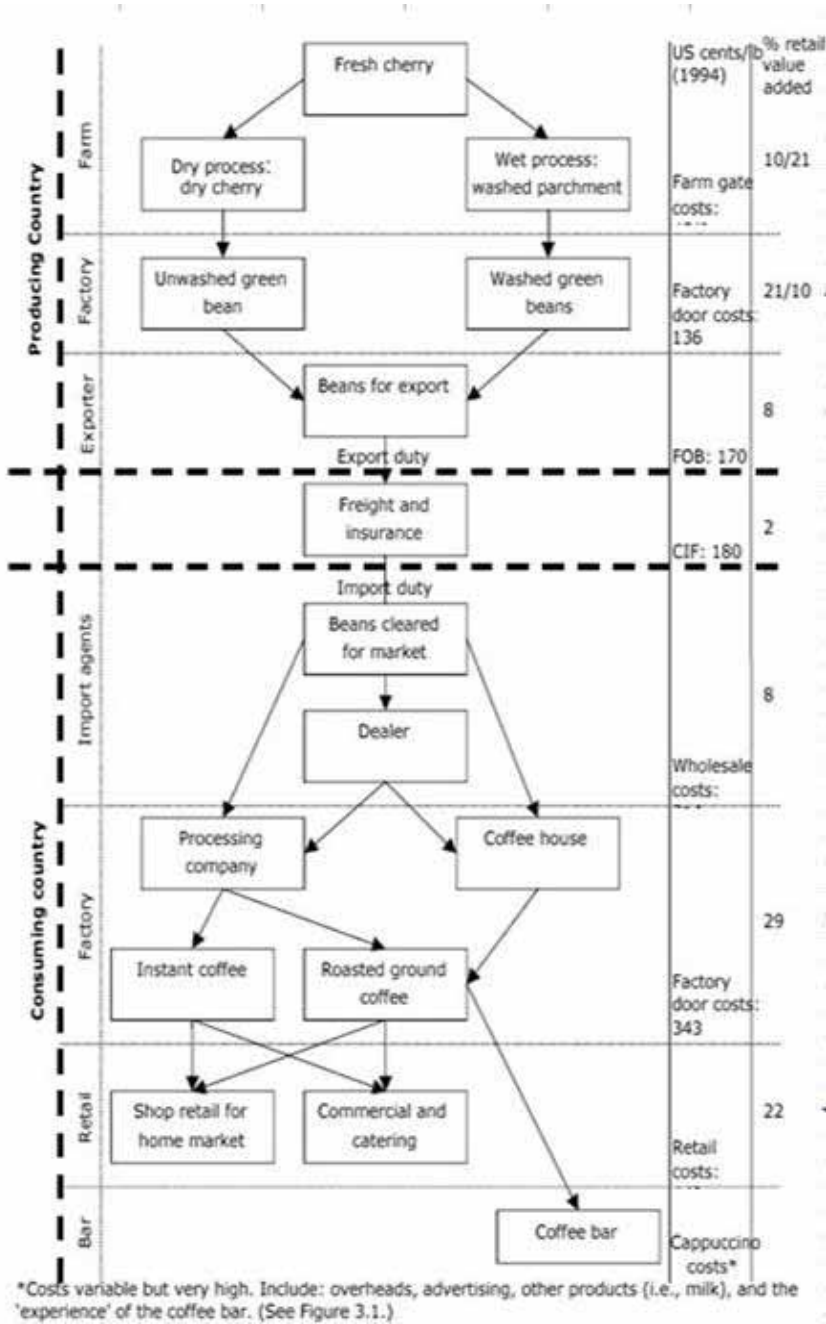 US cents/lb
(1994)
% retail
value
added
Producing Country
Farm
Fresh cherry
Dry process:
dry cherry
Wet process:
washed parchment
Farm gate
costs:
10/21
Factory
Unwashed green
bean
Washed green
beans
Factory
door costs:
136
21/10
Exporter
Beans for export
Export duty
FOB: 170
8
Freight and
insurance
CIF: 180
2
Consuming country
Import agents
Import duty
Beans cleared
for market
Dealer
Wholesale
costs:
8
Factory
Processing
company
Coffee house
Instant coffee
Roasted ground
coffee
Factory
door costs:
343
29
Retail
Shop retail for
home market
Commercial and
catering
Retail
costs:
22
Bar
Coffee bar
Cappuccino
costs*
*Costs variable but very high. Include: overheads, advertising, other products (i.e., milk), and the
'experience' of the coffee bar. (See Figure 3.1.)